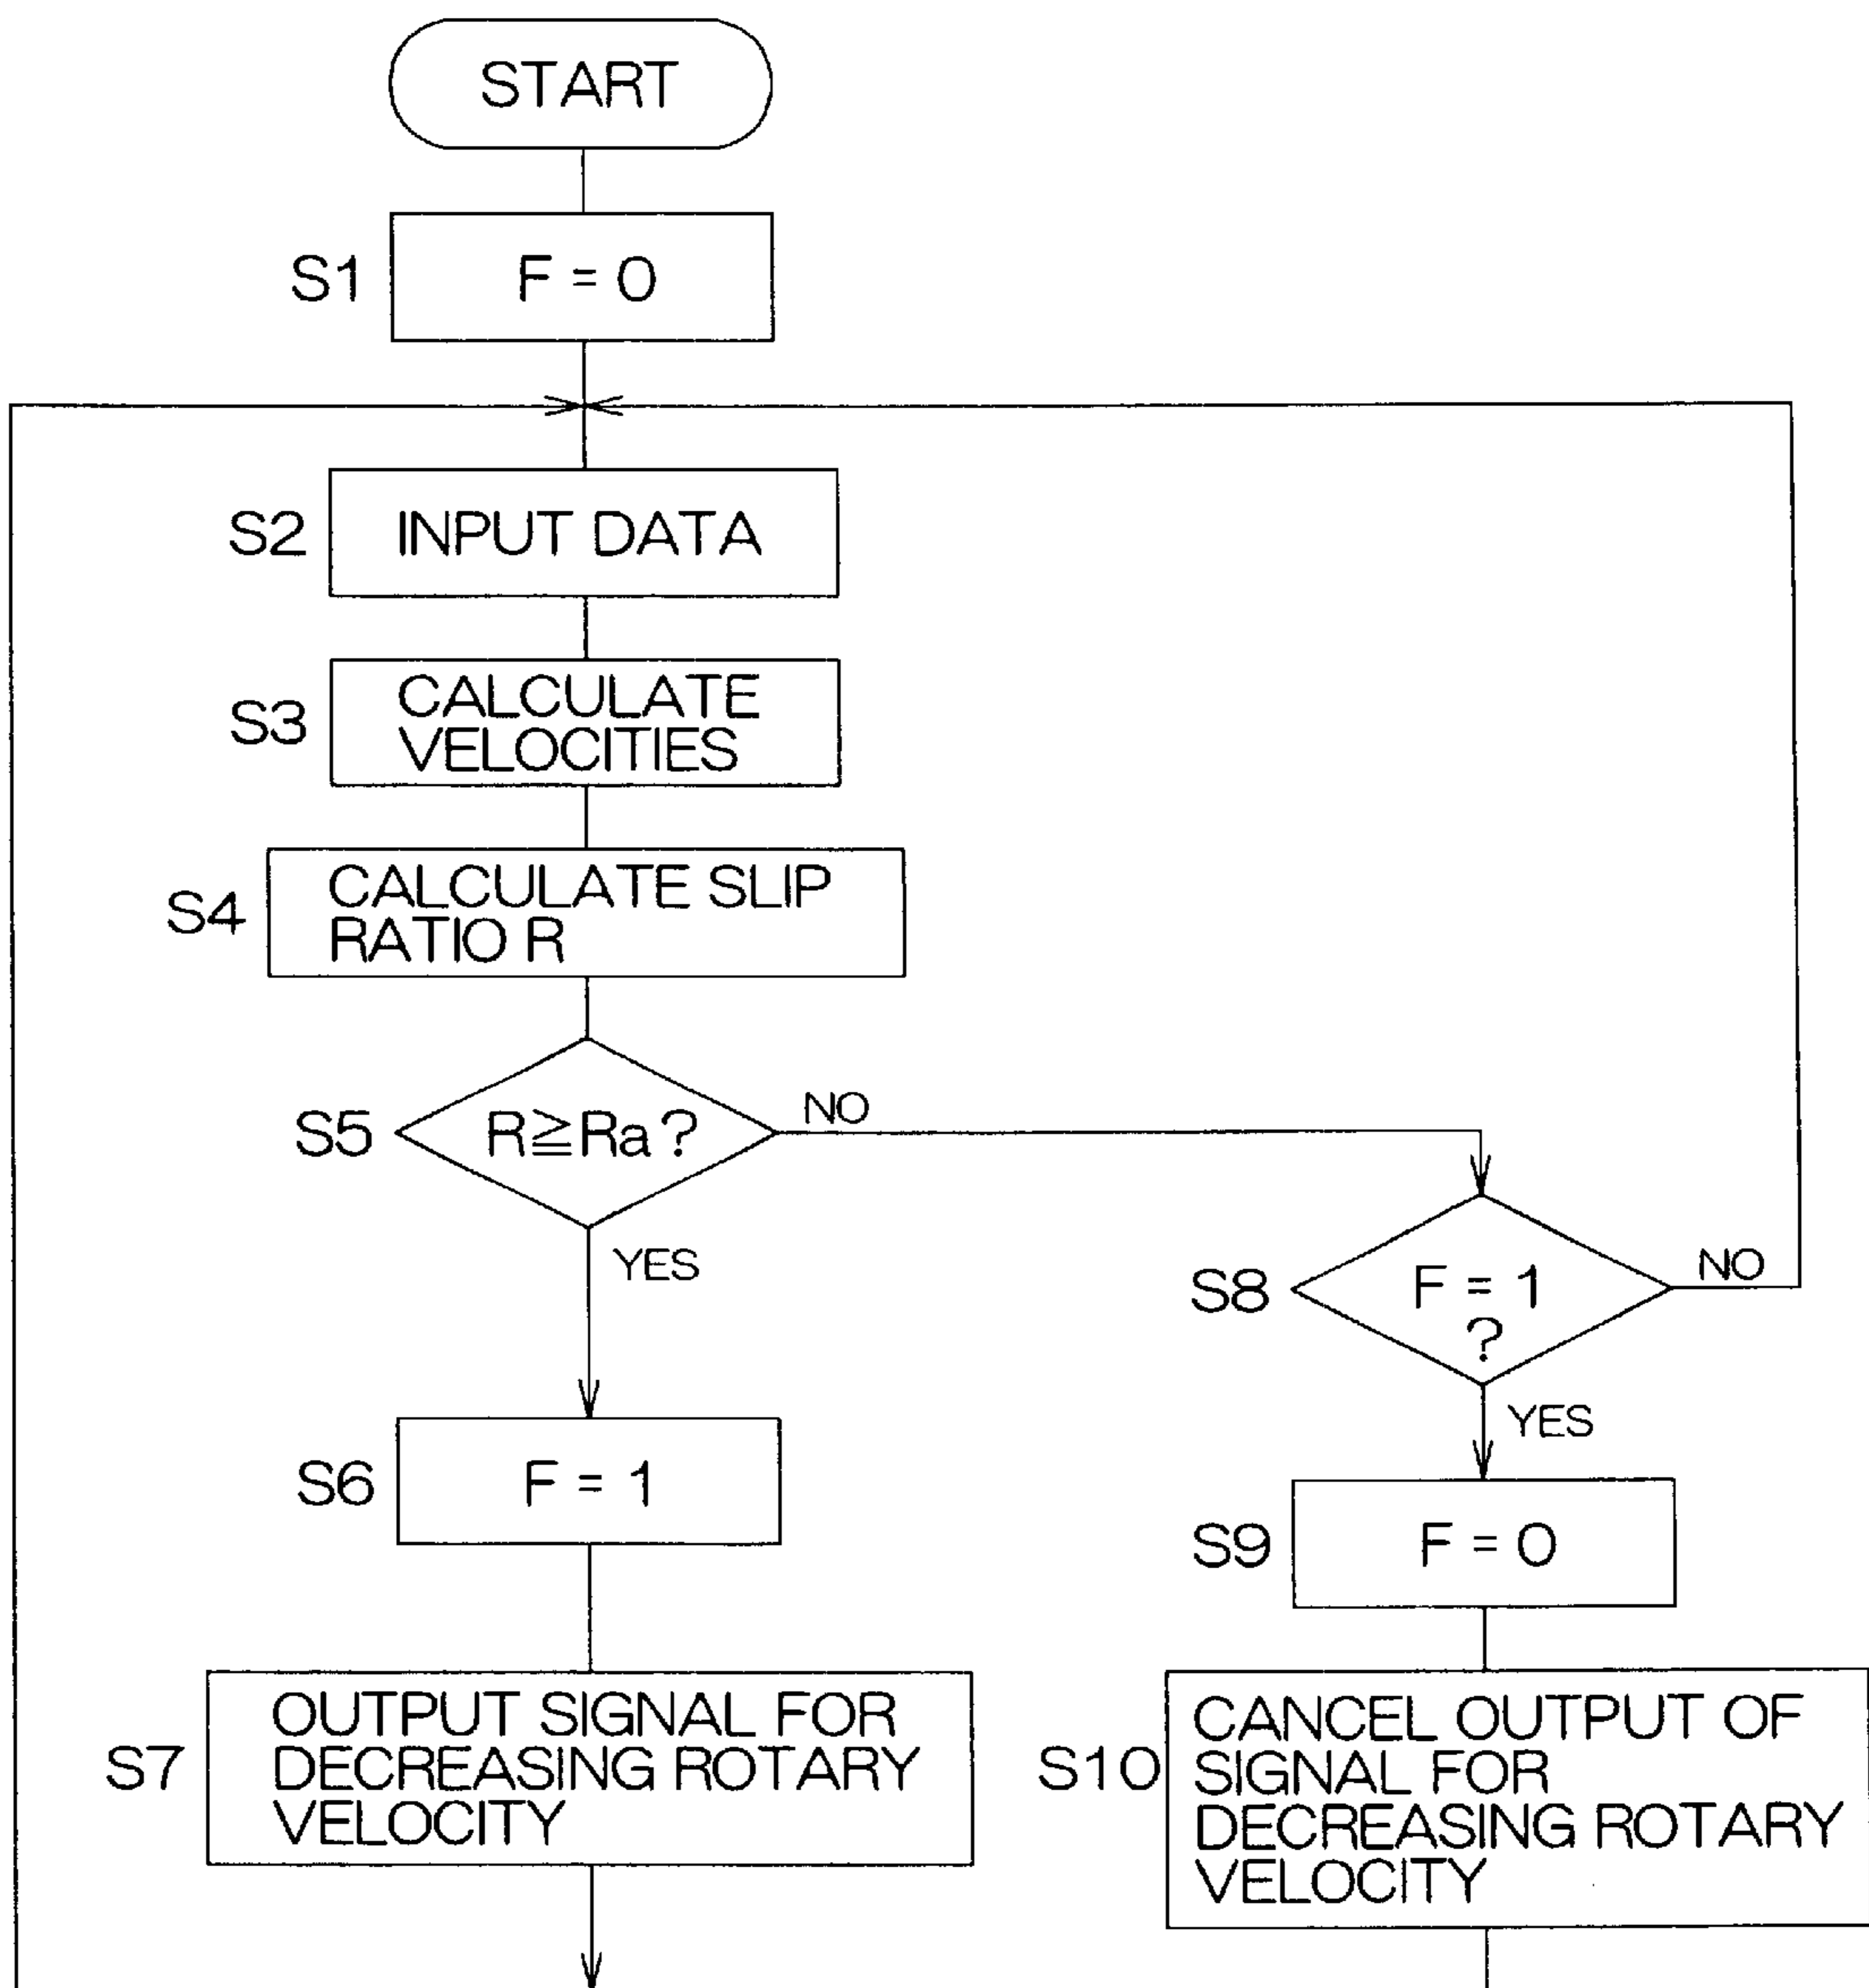 START
S1
F = 0
S2
INPUT DATA
S3
CALCULATE
VELOCITIES
S4
CALCULATE SLIP
RATIO R
S5
R≧Ra ?
NO
YES
S8
F = 1
?
NO
YES
S6
F = 1
S9
F = 0
S7
OUTPUT SIGNAL FOR
DECREASING ROTARY
VELOCITY
S10
CANCEL OUTPUT OF
SIGNAL FOR
DECREASING ROTARY
VELOCITY